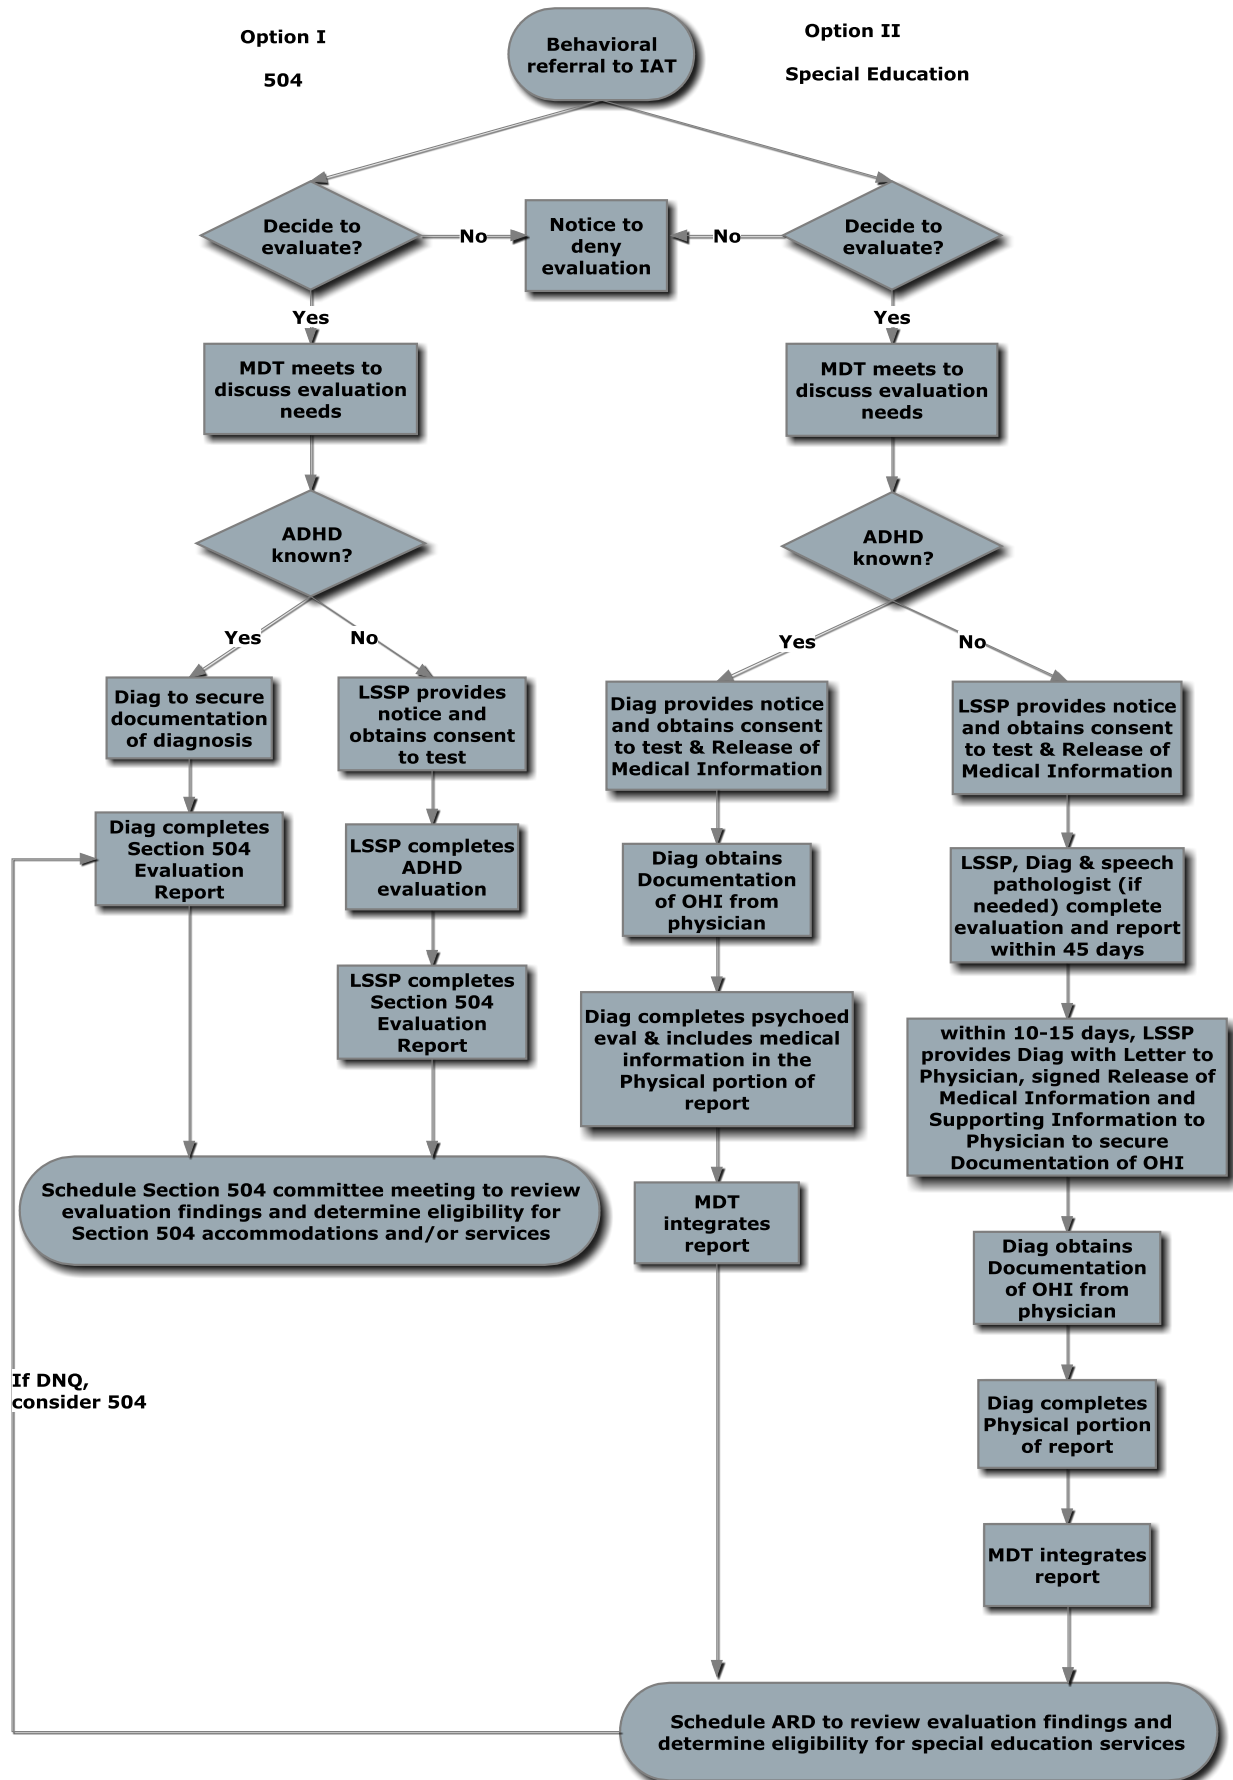 Option I
504
Behavioral
referral to IAT
Option II
Special Education
Decide to
evaluate?
No
Notice to
deny
evaluation
No
Decide to
evaluate?
Yes
Yes
MDT meets to
discuss evaluation
needs
MDT meets to
discuss evaluation
needs
ADHD
known?
ADHD
known?
Yes
No
Yes
No
Diag to secure
documentation
of diagnosis
LSSP provides
notice and
obtains consent
to test
Diag provides notice
and obtains consent
to test & Release of
Medical Information
LSSP provides notice
and obtains consent
to test & Release of
Medical Information
Diag completes
Section 504
Evaluation
Report
LSSP completes
ADHD
evaluation
Diag obtains
Documentation
of OHI from
physician
LSSP, Diag & speech
pathologist (if
needed) complete
evaluation and report
within 45 days
LSSP completes
Section 504
Evaluation
Report
Diag completes psychoed
eval & includes medical
information in the
Physical portion of
report
within 10-15 days, LSSP
provides Diag with Letter to
Physician, signed Release of
Medical Information and
Supporting Information to
Physician to secure
Documentation of OHI
Schedule Section 504 committee meeting to review
evaluation findings and determine eligibility for
Section 504 accommodations and/or services
MDT
integrates
report
Diag obtains
Documentation
of OHI from
physician
If DNQ,
consider 504
Diag completes
Physical portion
of report
MDT integrates
report
Schedule ARD to review evaluation findings and
determine eligibility for special education services